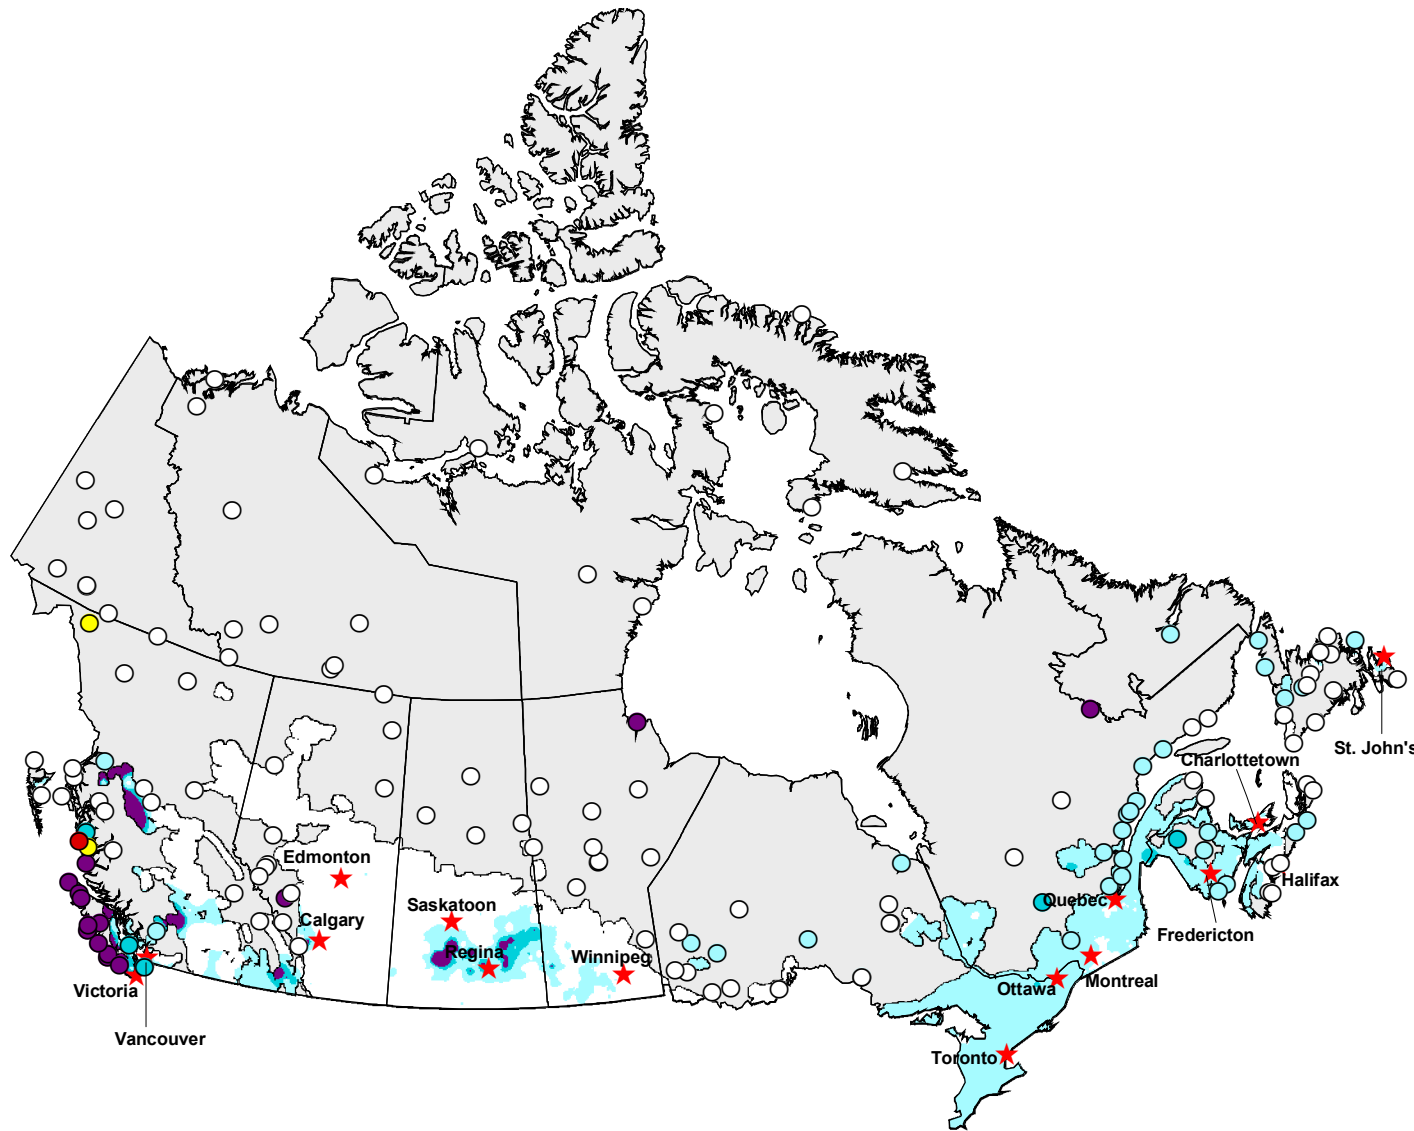 St. John's
Charlottetown
Edmonton
Halifax
Saskatoon
Quebec
Calgary
Fredericton
Regina
Winnipeg
Montreal
Victoria
Ottawa
Vancouver
Toronto